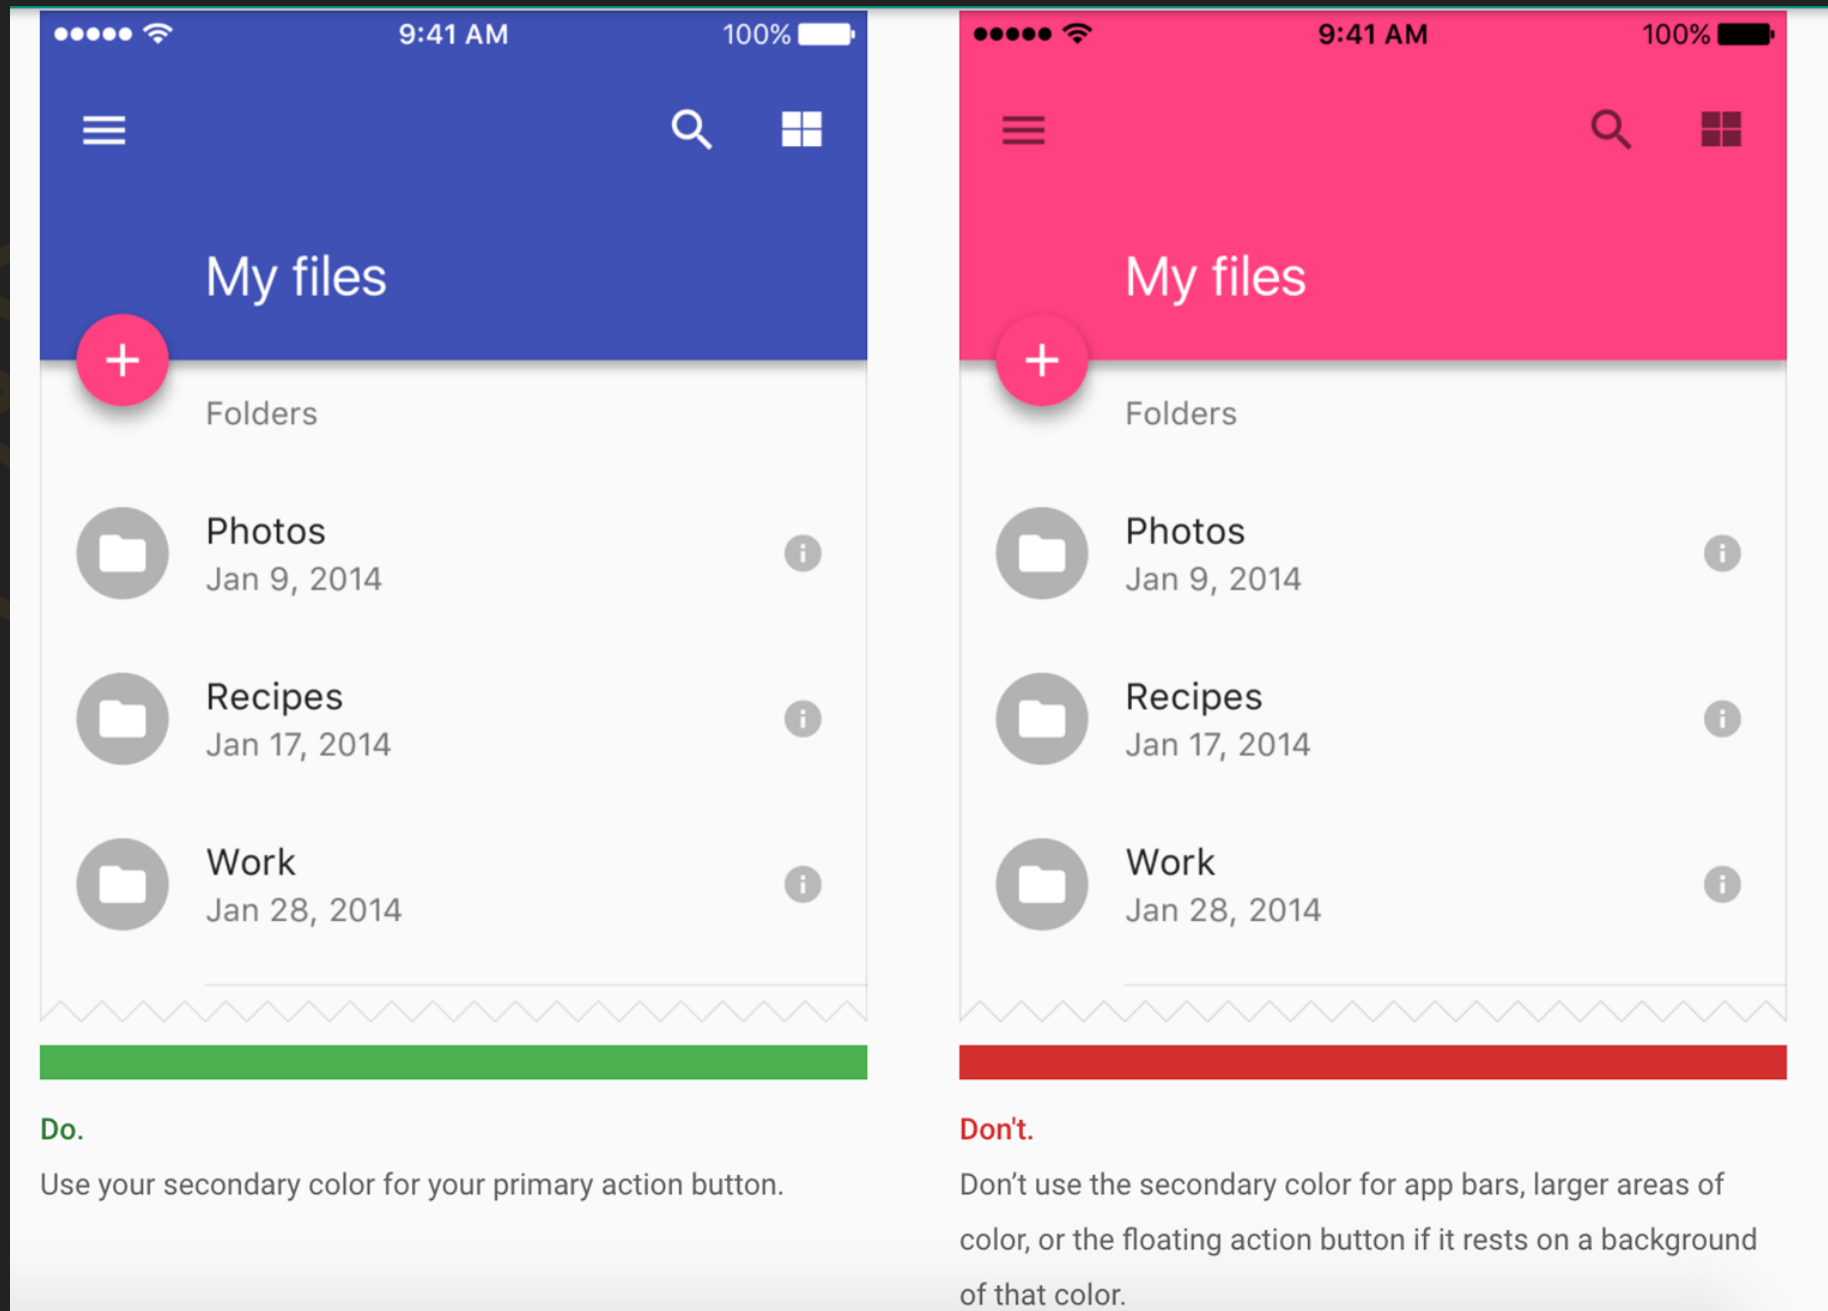 9:41 AM 100%
My files
Folders
Photos
Jan 9, 2014
Recipes
Jan 17, 2014
Work
Jan 28, 2014
Do.
Use your secondary color for your primary action button.
9:41 AM 100%
My files
Folders
Photos
Jan 9, 2014
Recipes
Jan 17, 2014
Work
Jan 28, 2014
Don't.
Don’t use the secondary color for app bars, larger areas of
color, or the floating action button if it rests on a background
of that color.